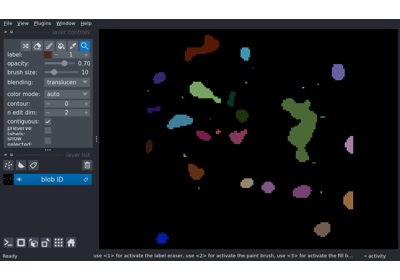 File View Plugins Window Help
layer controls
label: 1
opacity: 0.70
brush size: 10
blending: translucen
color mode: auto
contour: 0
n edit dim: 2
contiguous:
preserve
labels:
show
selected:
layer list
blob ID
Ready
use <1> for activate the label eraser, use <2> for activate the paint brush, use <3> for activate the fill b...
activity